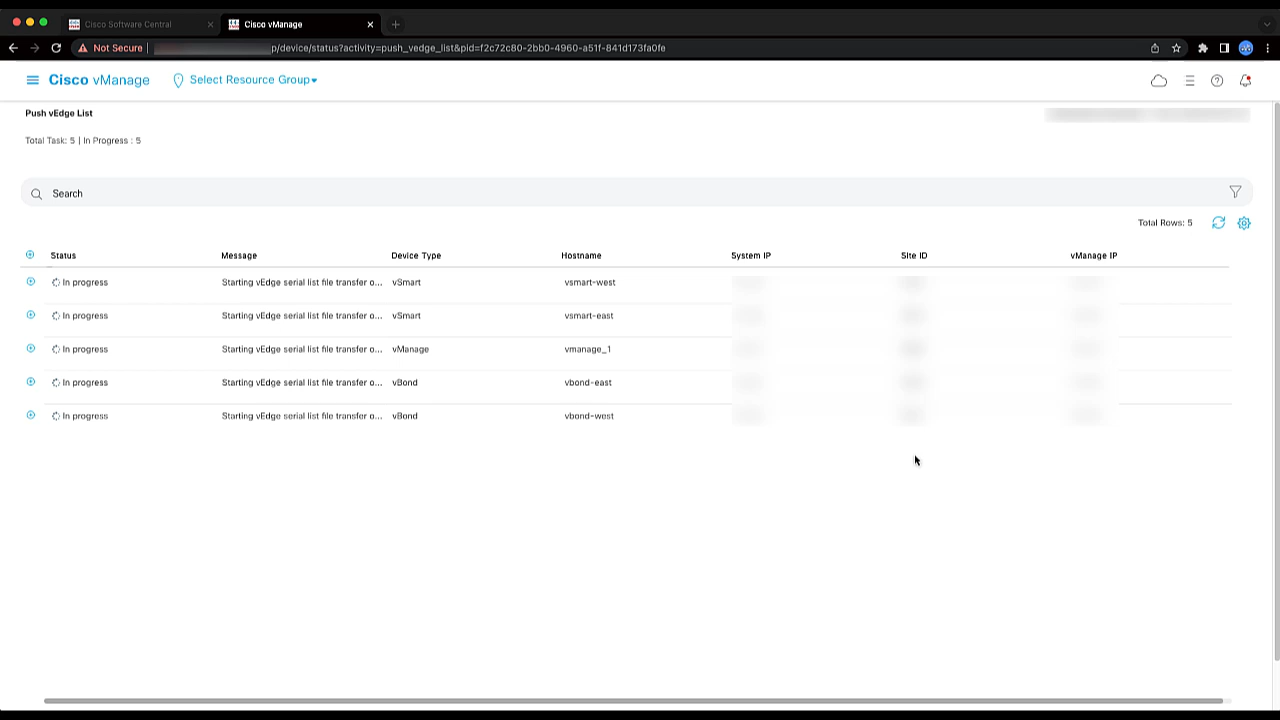 Cisco Software Central
Cisco vManage
Not Secure
p/device/status?activity=push_vedge_list&pid=f2c72c80-2bb0-4960-a51f-841d173fa0fe
Cisco vManage
Select Resource Group
Push vEdge List
Total Task: 5 | In Progress : 5
Search
Total Rows: 5
Status Message Device Type Hostname System IP Site ID vManage IP
In progress Starting vEdge serial list file transfer o... vSmart vsmart-west
In progress Starting vEdge serial list file transfer o... vSmart vsmart-east
In progress Starting vEdge serial list file transfer o... vManage vmanage_1
In progress Starting vEdge serial list file transfer o... vBond vbond-east
In progress Starting vEdge serial list file transfer o... vBond vbond-west